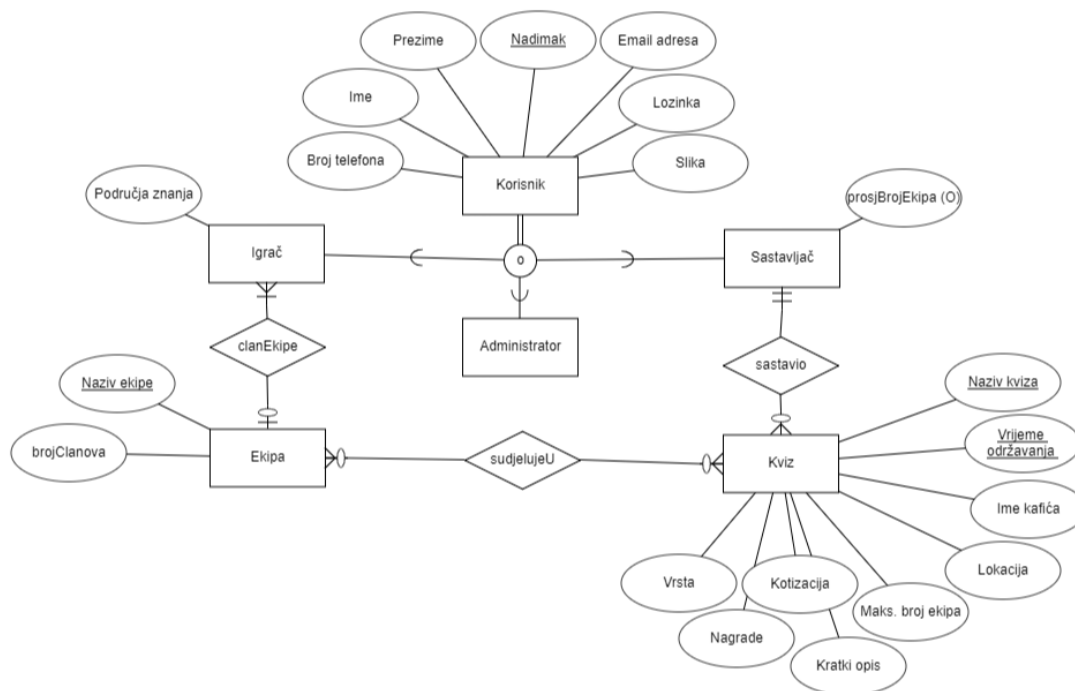 Prezime
Nadimak
Email adresa
Ime
Lozinka
Broj telefona
Slika
Korisnik
Područja znanja
prosjBrojEkipa (O)
Igrač
o
Sastavljač
Administrator
clanEkipe
sastavio
Naziv ekipe
Naziv kviza
brojClanova
Ekipa
sudjelujeU
Kviz
Vrijeme
održavanja
Ime kafića
Lokacija
Vrsta
Kotizacija
Maks. broj ekipa
Nagrade
Kratki opis